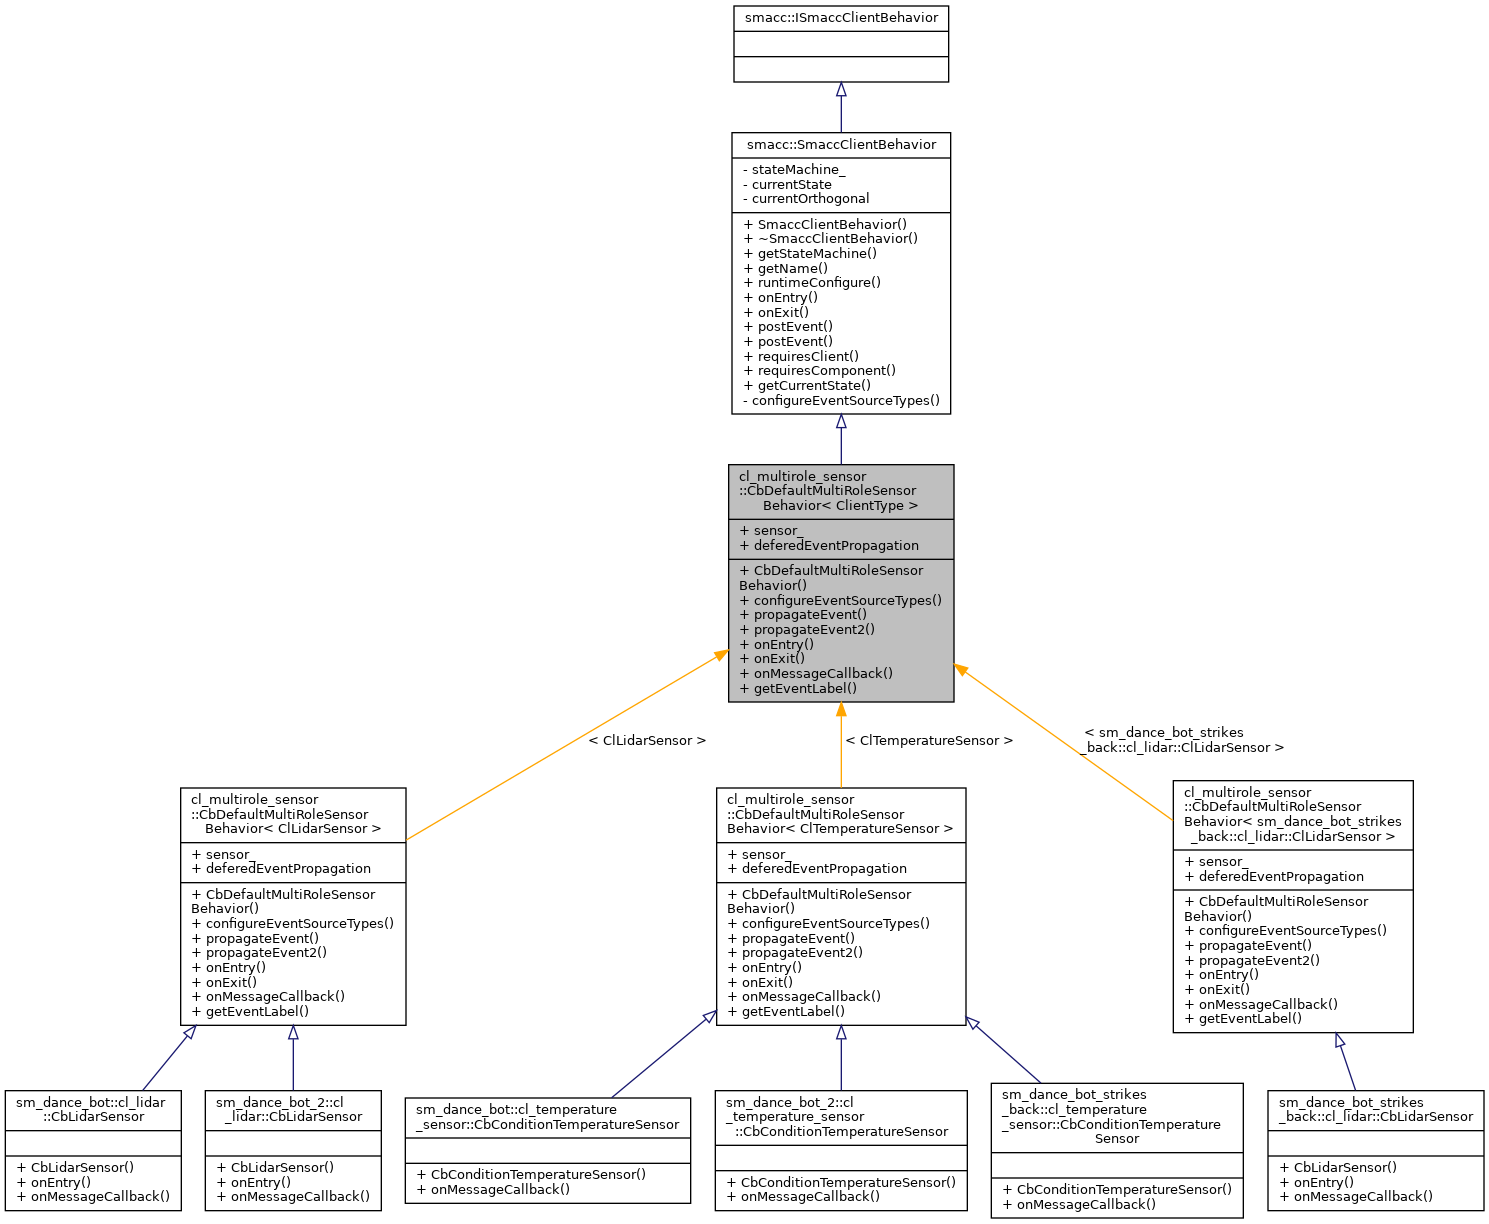 smacc::ISmaccClientBehavior
smacc::SmaccClientBehavior
- stateMachine_
- currentState
- currentOrthogonal
+ SmaccClientBehavior()
+ ~SmaccClientBehavior()
+ getStateMachine()
+ getName()
+ runtimeConfigure()
+ onEntry()
+ onExit()
+ postEvent()
+ postEvent()
+ requiresClient()
+ requiresComponent()
+ getCurrentState()
- configureEventSourceTypes()
cl_multirole_sensor
::CbDefaultMultiRoleSensor
Behavior< ClientType >
+ sensor_
+ deferedEventPropagation
+ CbDefaultMultiRoleSensor
Behavior()
+ configureEventSourceTypes()
+ propagateEvent()
+ propagateEvent2()
+ onEntry()
+ onExit()
+ onMessageCallback()
+ getEventLabel()
< ClLidarSensor >
< ClTemperatureSensor >
< sm_dance_bot_strikes
_back::cl_lidar::ClLidarSensor >
cl_multirole_sensor
::CbDefaultMultiRoleSensor
Behavior< ClLidarSensor >
+ sensor_
+ deferedEventPropagation
+ CbDefaultMultiRoleSensor
Behavior()
+ configureEventSourceTypes()
+ propagateEvent()
+ propagateEvent2()
+ onEntry()
+ onExit()
+ onMessageCallback()
+ getEventLabel()
cl_multirole_sensor
::CbDefaultMultiRoleSensor
Behavior< ClTemperatureSensor >
+ sensor_
+ deferedEventPropagation
+ CbDefaultMultiRoleSensor
Behavior()
+ configureEventSourceTypes()
+ propagateEvent()
+ propagateEvent2()
+ onEntry()
+ onExit()
+ onMessageCallback()
+ getEventLabel()
cl_multirole_sensor
::CbDefaultMultiRoleSensor
Behavior< sm_dance_bot_strikes
_back::cl_lidar::ClLidarSensor >
+ sensor_
+ deferedEventPropagation
+ CbDefaultMultiRoleSensor
Behavior()
+ configureEventSourceTypes()
+ propagateEvent()
+ propagateEvent2()
+ onEntry()
+ onExit()
+ onMessageCallback()
+ getEventLabel()
sm_dance_bot::cl_lidar
::CbLidarSensor
+ CbLidarSensor()
+ onEntry()
+ onMessageCallback()
sm_dance_bot_2::cl
_lidar::CbLidarSensor
+ CbLidarSensor()
+ onEntry()
+ onMessageCallback()
sm_dance_bot::cl_temperature
_sensor::CbConditionTemperatureSensor
+ CbConditionTemperatureSensor()
+ onMessageCallback()
sm_dance_bot_2::cl
_temperature_sensor
::CbConditionTemperatureSensor
+ CbConditionTemperatureSensor()
+ onMessageCallback()
sm_dance_bot_strikes
_back::cl_temperature
_sensor::CbConditionTemperature
Sensor
+ CbConditionTemperatureSensor()
+ onMessageCallback()
sm_dance_bot_strikes
_back::cl_lidar::CbLidarSensor
+ CbLidarSensor()
+ onEntry()
+ onMessageCallback()